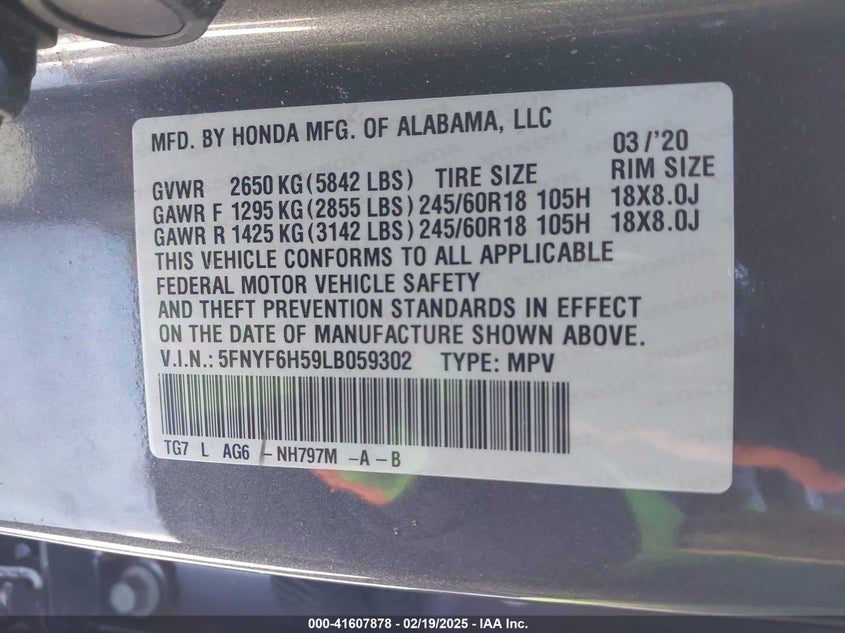 MFD. BY HONDA MFG. OF ALABAMA, LLC 03/'20
GVWR 2650 KG (5842 LBS) TIRE SIZE RIM SIZE
GAWR F 1295 KG (2855 LBS) 245/60R18 105H 18X8.0J
GAWR R 1425 KG (3142 LBS) 245/60R18 105H 18X8.0J
THIS VEHICLE CONFORMS TO ALL APPLICABLE
FEDERAL MOTOR VEHICLE SAFETY
AND THEFT PREVENTION STANDARDS IN EFFECT
ON THE DATE OF MANUFACTURE SHOWN ABOVE.
V.I.N.: 5FNYF6H59LB059302 TYPE: MPV
TG7 L AG6 - NH797M -A -B
000-41607878 - 02/19/2025 - IAA Inc.